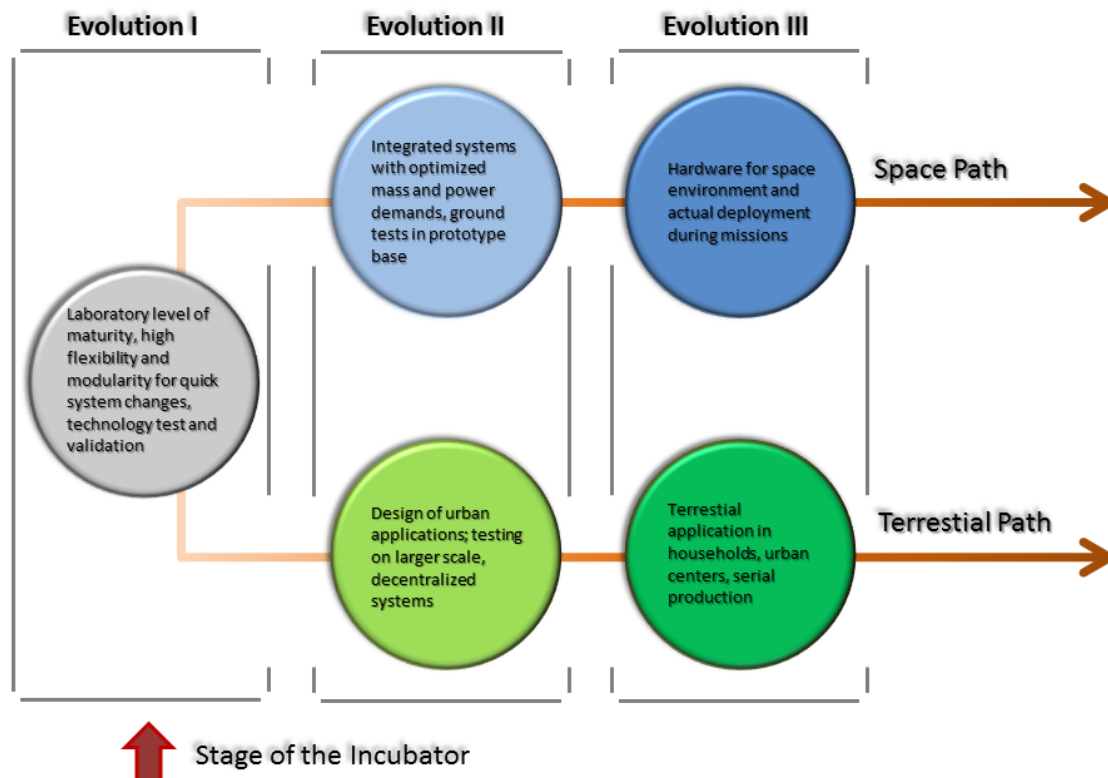 Evolution I
Evolution II
Evolution III
Integrated systems
with optimized
mass and power
demands, ground
tests in prototype
base
Hardware for space
environment and
actual deployment
during missions
Space Path
Laboratory level of
maturity, high
flexibility and
modularity for quick
system changes,
technology test and
validation
Design of urban
applications; testing
on larger scale,
decentralized
systems
Terrestial
application in
households, urban
centers, serial
production
Terrestial Path
Stage of the Incubator